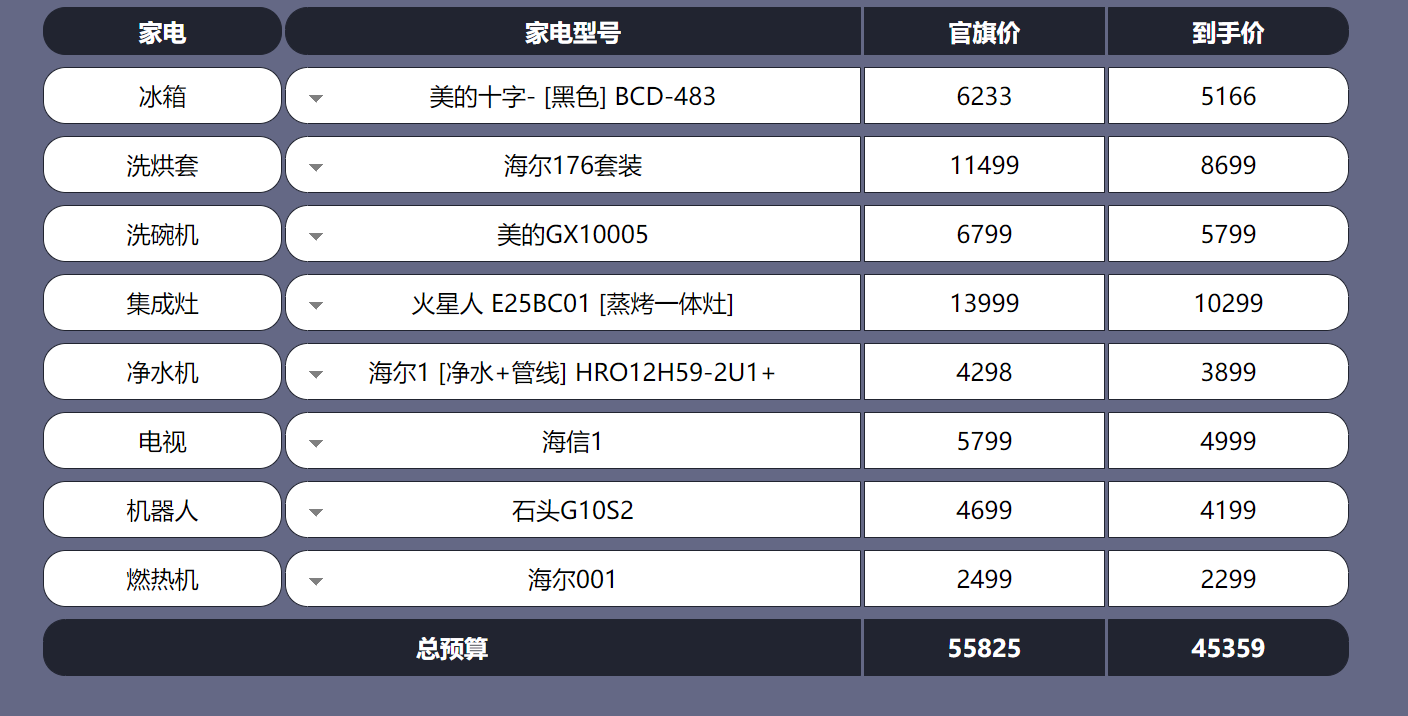 家电 家电型号 官旗价 到手价
冰箱 美的十字- [黑色] BCD-483 6233 5166
洗烘套 海尔176套装 11499 8699
洗碗机 美的GX10005 6799 5799
集成灶 火星人 E25BC01 [蒸烤一体灶] 13999 10299
净水机 海尔1 [净水+管线] HRO12H59-2U1+ 4298 3899
电视 海信1 5799 4999
机器人 石头G10S2 4699 4199
燃热机 海尔001 2499 2299
总预算 55825 45359